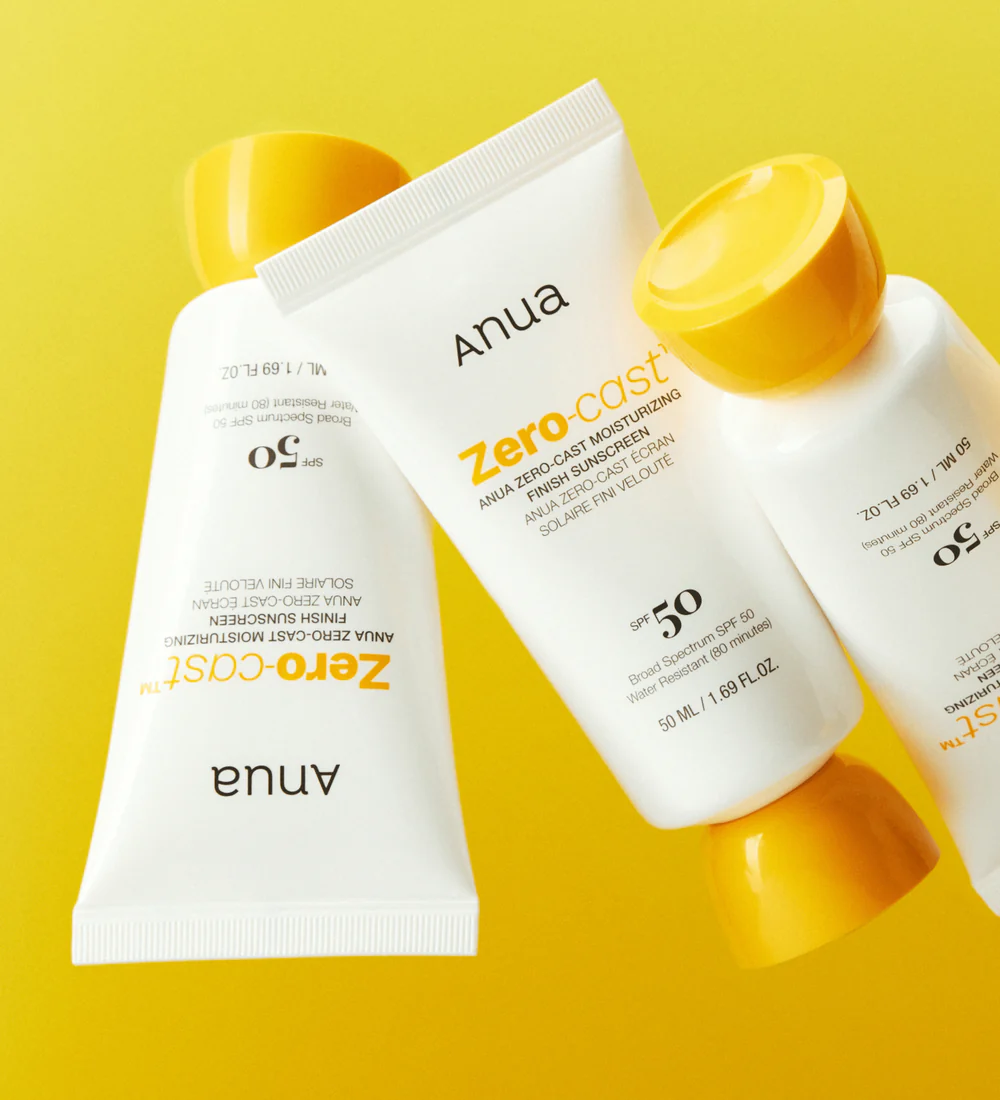 Anua
Zero-cast
ANUA ZERO-CAST MOISTURIZING
FINISH SUNSCREEN
ANUA ZERO-CAST ÉCRAN
SOLAIRE FINI VELOUTÉ
SPF 50
Broad Spectrum SPF 50
Water Resistant (80 minutes)
50 ML / 1.69 FL.OZ.
Anua
Zero-cast™
ANUA ZERO-CAST MOISTURIZING
FINISH SUNSCREEN
ANUA ZERO-CAST ÉCRAN
SOLAIRE FINI VELOUTÉ
SPF 50
Broad Spectrum SPF 50
Water Resistant (80 minutes)
ML / 1.69 FL.OZ.
™
ÉCRAN
VELOUTÉ
SPF 50
Broad Spectrum SPF 50
Water Resistant (80 minutes)
50 ML / 1.69 FL.OZ.